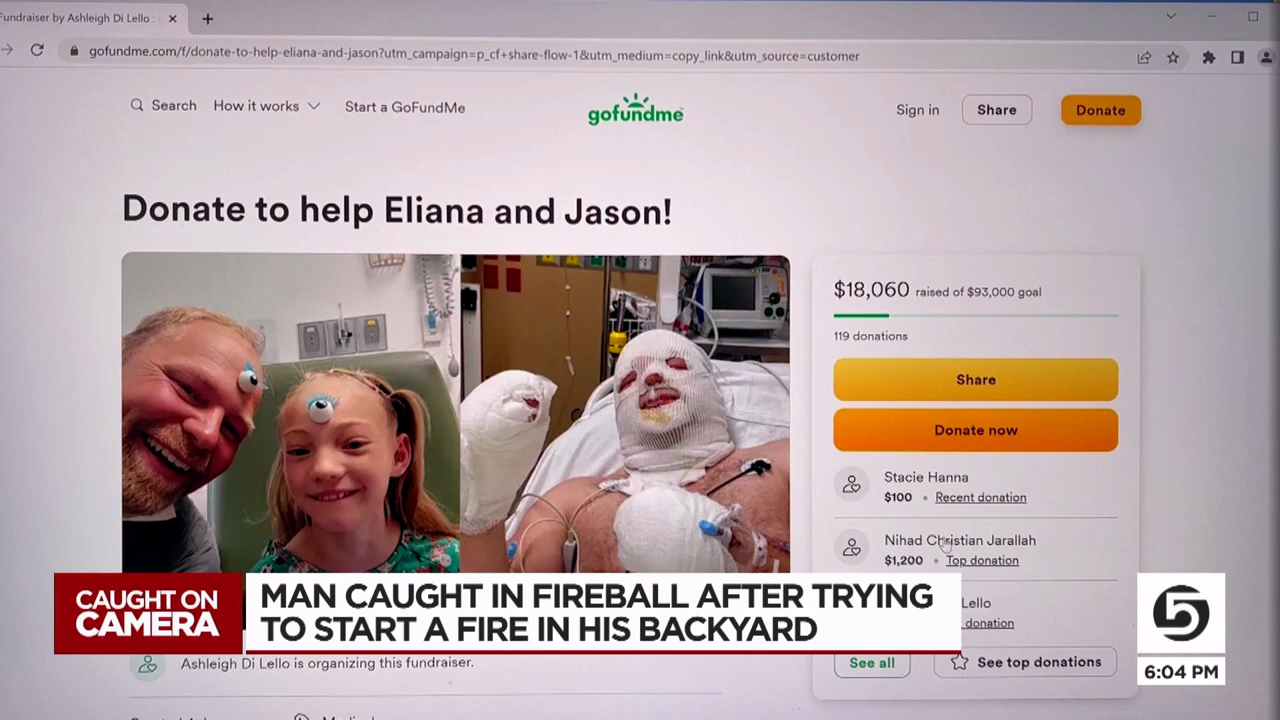 Fundraiser by Ashleigh Di Lello :
gofundme.com/f/donate-to-help-eliana-and-jason?utm_campaign=p_cf+share-flow-1&utm_medium=copy_link&utm_source=customer
Search How it works Start a GoFundMe
gofundme
Sign in Share Donate
Donate to help Eliana and Jason!
$18,060 raised of $93,000 goal
119 donations
Share
Donate now
Stacie Hanna
$100 • Recent donation
Nihad Christian Jarallah
$1,200 • Top donation
Lello
donation
See all See top donations
Ashleigh Di Lello is organizing this fundraiser.
CAUGHT ON
CAMERA
MAN CAUGHT IN FIREBALL AFTER TRYING
TO START A FIRE IN HIS BACKYARD
5
6:04 PM